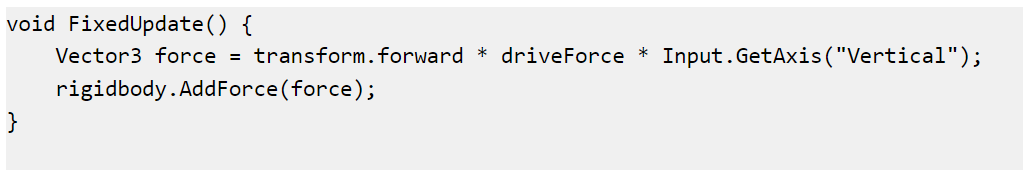 void FixedUpdate() {
    Vector3 force = transform.forward * driveForce * Input.GetAxis("Vertical");
    rigidbody.AddForce(force);
}